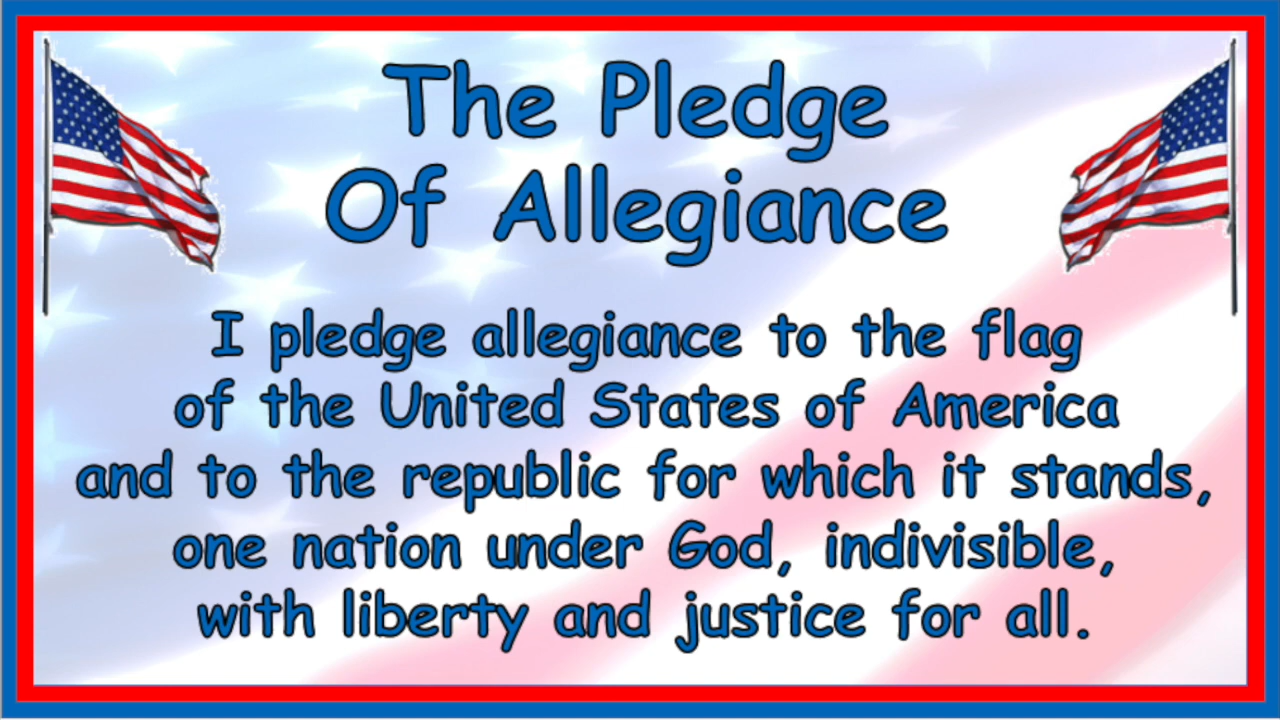 The Pledge
Of Allegiance
I pledge allegiance to the flag
of the United States of America
and to the republic for which it stands,
one nation under God, indivisible,
with liberty and justice for all.